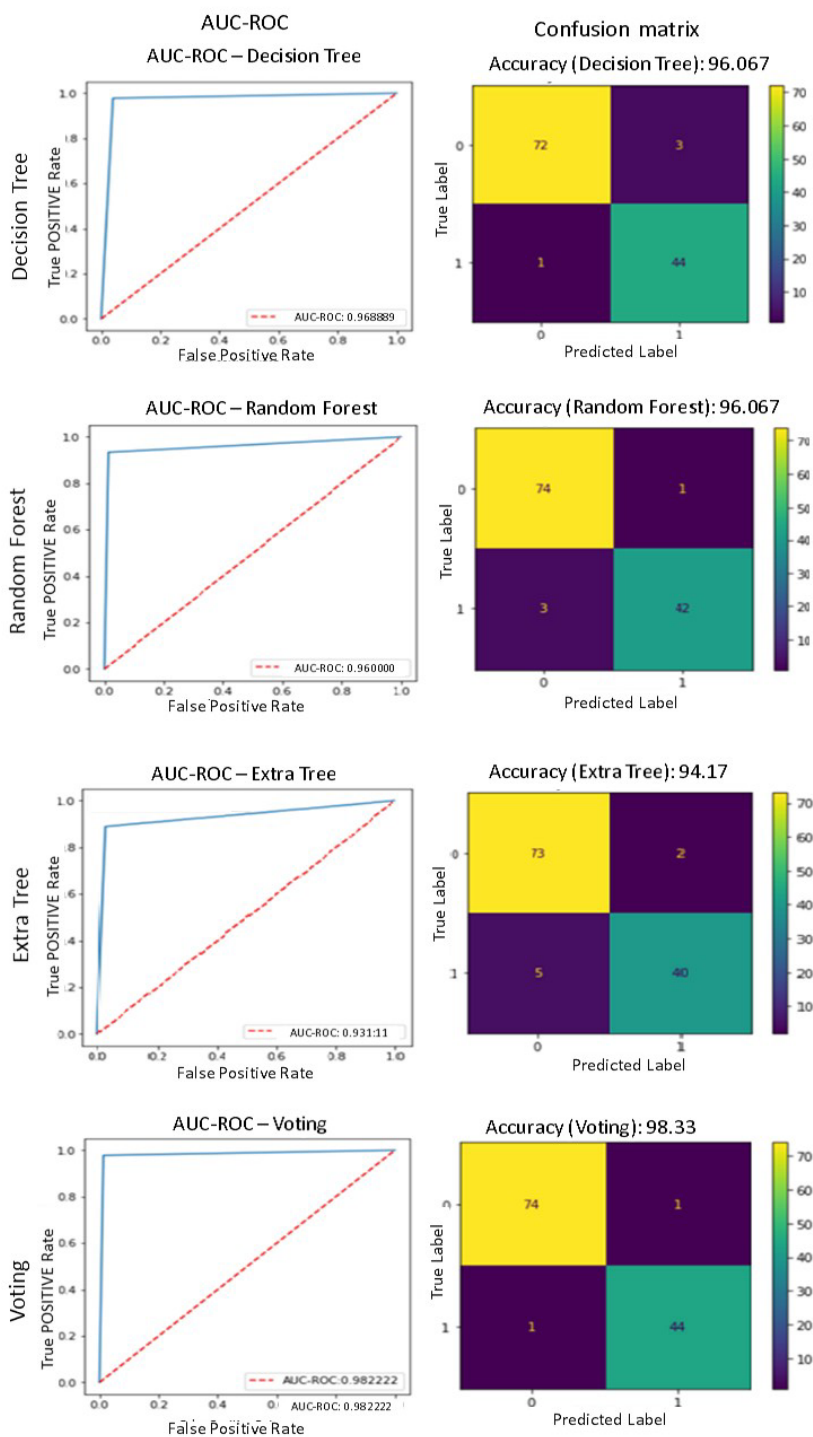 AUC-ROC
Confusion matrix
AUC-ROC – Decision Tree
Accuracy (Decision Tree): 96.067
Decision Tree
True POSITIVE Rate
1.0
.8
.6
.4
.2
0.0
0.0 0.2 0.4 0.6 0.8 1.0
False Positive Rate
AUC-ROC: 0.968889
True Label
0
1
72 3
1 44
0 1
Predicted Label
70
60
50
40
30
20
10
AUC-ROC – Random Forest
Accuracy (Random Forest): 96.067
Random Forest
True POSITIVE Rate
1.0
0.8
0.6
0.4
0.2
0.0
0.0 0.2 0.4 0.6 0.8 1.0
False Positive Rate
AUC-ROC: 0.960000
True Label
0
1
74 1
3 42
0 1
Predicted Label
70
60
50
40
30
20
10
AUC-ROC – Extra Tree
Accuracy (Extra Tree): 94.17
Extra Tree
True POSITIVE Rate
1.0
.8
.6
.4
.2
0.0
0.0 0.2 0.4 0.6 0.8 1.0
False Positive Rate
AUC-ROC: 0.931:11
True Label
0
1
73 2
5 40
0 1
Predicted Label
70
60
50
40
30
20
10
AUC-ROC – Voting
Accuracy (Voting): 98.33
Voting
True POSITIVE Rate
1.0
0.8
0.6
0.4
0.2
0.0
0.0 0.2 0.4 0.6 0.8 1.0
AUC-ROC:0.982222
AUC-ROC: 0.982222
False Positive Rate
True Label
0
1
74 1
1 44
0 1
Predicted Label
70
60
50
40
30
20
10